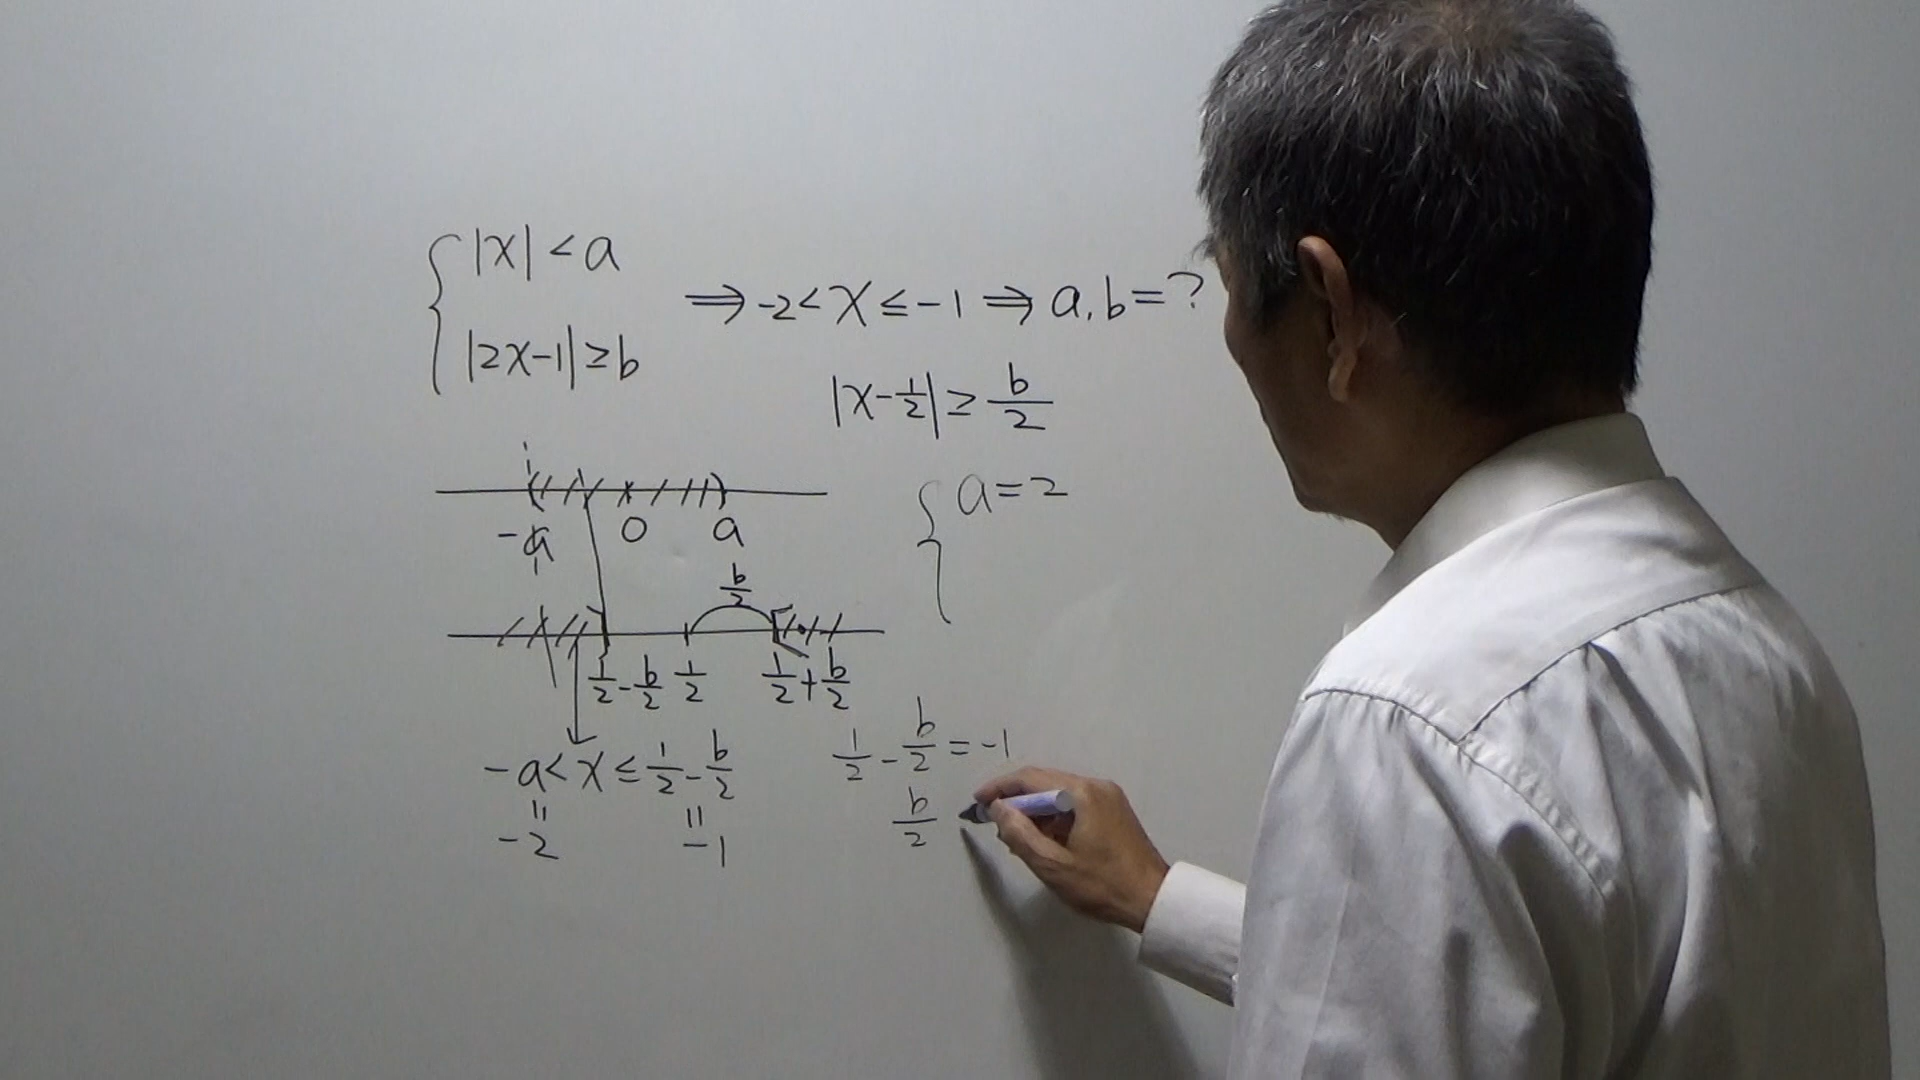 |x| < a
|2x-1| ≥ b
⇒ -2 < x ≤ -1 ⇒ a, b = ?
|x - 1/2| ≥ b/2
a = 2
-a 0 a
b/2
1/2 - b/2 1/2 1/2 + b/2
-a < x ≤ 1/2 - b/2
= =
-2 -1
1/2 - b/2 = -1
b/2